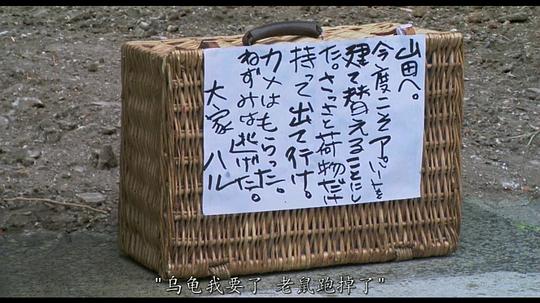 山田へ。
今度こそアパートを
建て替えることにし
た。さっさと荷物だけ
持って出て行け。
カメはもらった。
ねずみは逃げた。
大家 ハル
"乌龟我要了 老鼠跑掉了"